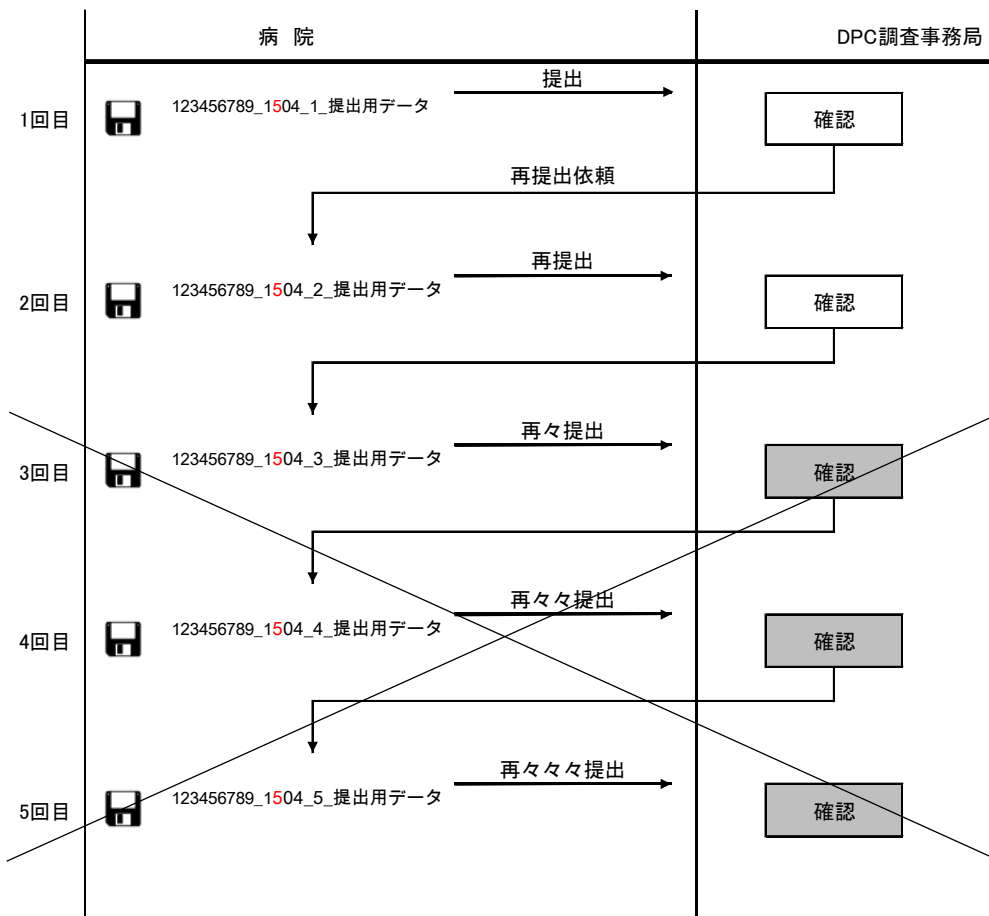 病 院
DPC調査事務局
提出
1回目
123456789_1504_1_提出用データ
確認
再提出依頼
再提出
2回目
123456789_1504_2_提出用データ
確認
再々提出
3回目
123456789_1504_3_提出用データ
確認
再々々提出
4回目
123456789_1504_4_提出用データ
確認
再々々々提出
5回目
123456789_1504_5_提出用データ
確認